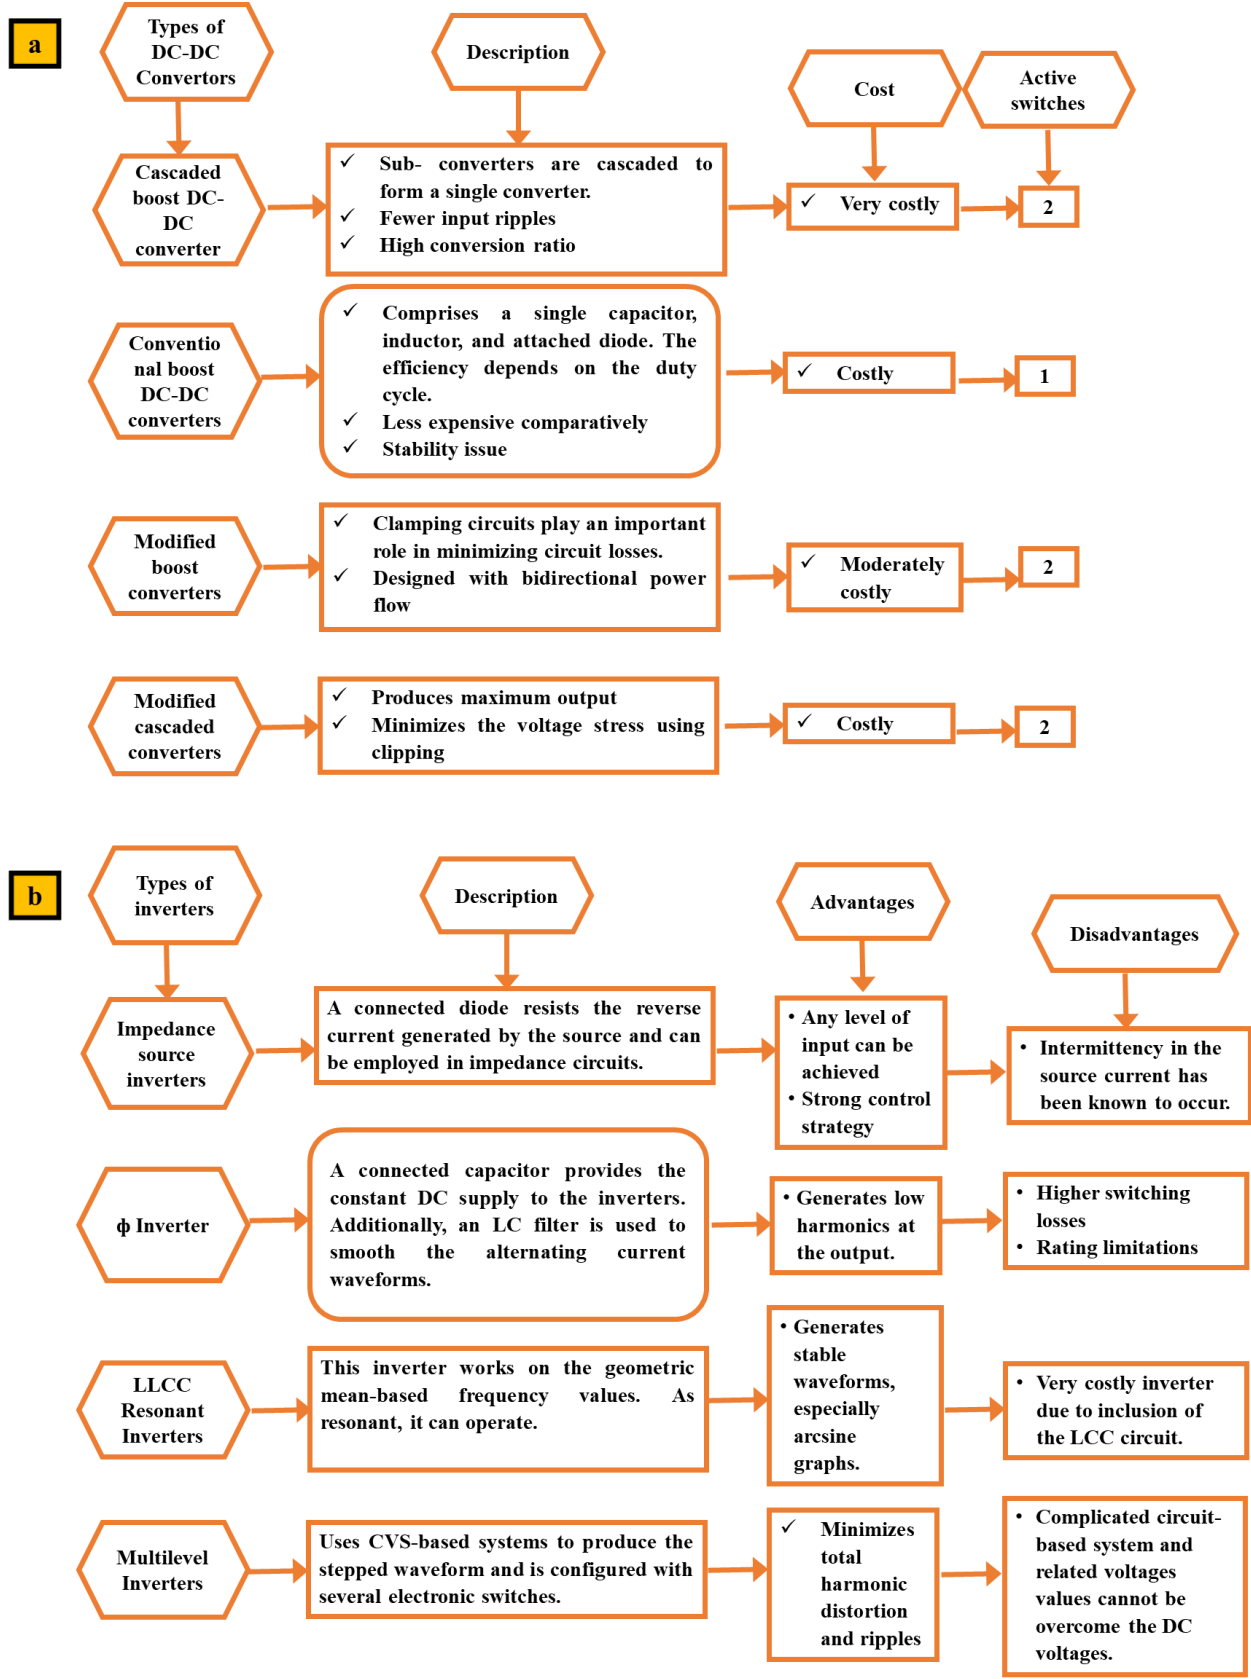 a
Types of
DC-DC
Convertors
Description
Cost
Active
switches
Cascaded
boost DC-
DC
converter
✓ Sub- converters are cascaded to
form a single converter.
✓ Fewer input ripples
✓ High conversion ratio
✓ Very costly
2
Conventio
nal boost
DC-DC
converters
✓ Comprises a single capacitor,
inductor, and attached diode. The
efficiency depends on the duty
cycle.
✓ Less expensive comparatively
✓ Stability issue
✓ Costly
1
Modified
boost
converters
✓ Clamping circuits play an important
role in minimizing circuit losses.
✓ Designed with bidirectional power
flow
✓ Moderately
costly
2
Modified
cascaded
converters
✓ Produces maximum output
✓ Minimizes the voltage stress using
clipping
✓ Costly
2
b
Types of
inverters
Description
Advantages
Disadvantages
Impedance
source
inverters
A connected diode resists the reverse
current generated by the source and can
be employed in impedance circuits.
• Any level of
input can be
achieved
• Strong control
strategy
• Intermittency in the
source current has
been known to occur.
ф Inverter
A connected capacitor provides the
constant DC supply to the inverters.
Additionally, an LC filter is used to
smooth the alternating current
waveforms.
• Generates low
harmonics at
the output.
• Higher switching
losses
• Rating limitations
LLCC
Resonant
Inverters
This inverter works on the geometric
mean-based frequency values. As
resonant, it can operate.
• Generates
stable
waveforms,
especially
arcsine
graphs.
• Very costly inverter
due to inclusion of
the LCC circuit.
Multilevel
Inverters
Uses CVS-based systems to produce the
stepped waveform and is configured with
several electronic switches.
✓ Minimizes
total
harmonic
distortion
and ripples
• Complicated circuit-
based system and
related voltages
values cannot be
overcome the DC
voltages.